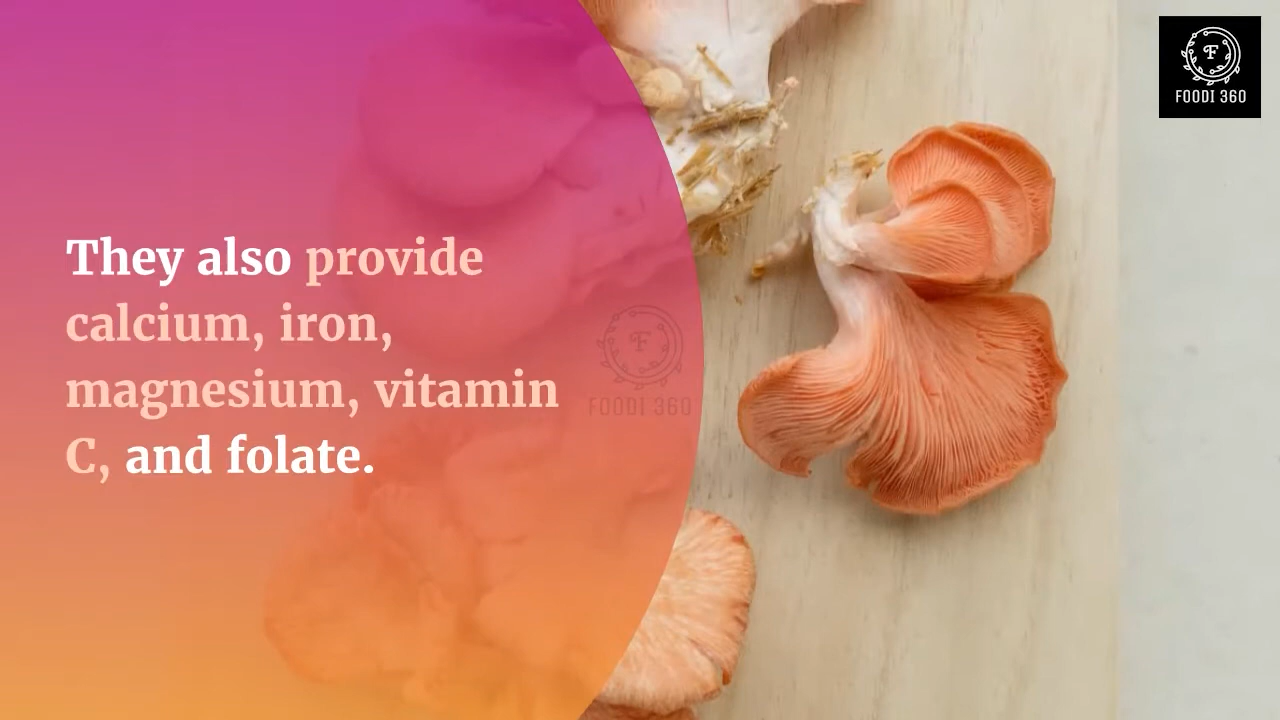 They also provide
calcium, iron,
magnesium, vitamin
C, and folate.
F
FOODI 360
F
FOODI 360